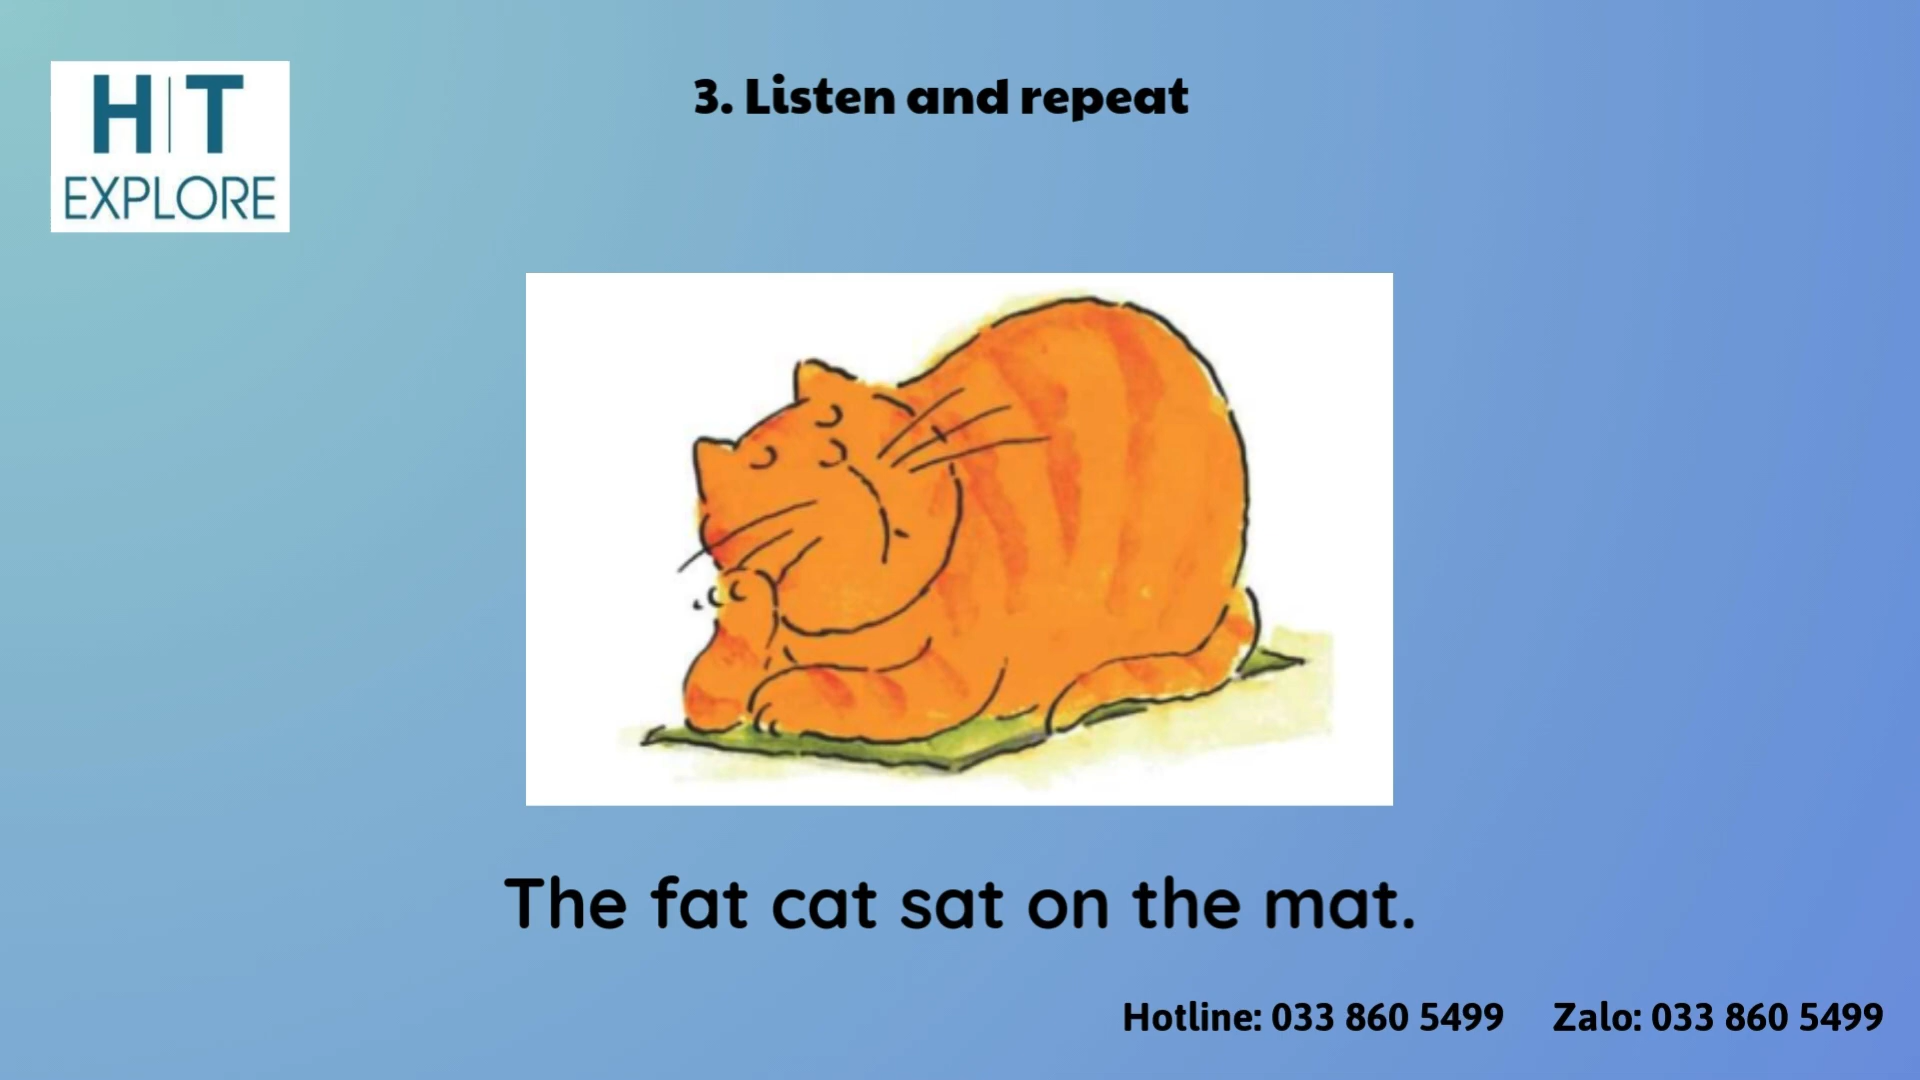 H|T
EXPLORE
3. Listen and repeat
The fat cat sat on the mat.
Hotline: 033 860 5499 Zalo: 033 860 5499